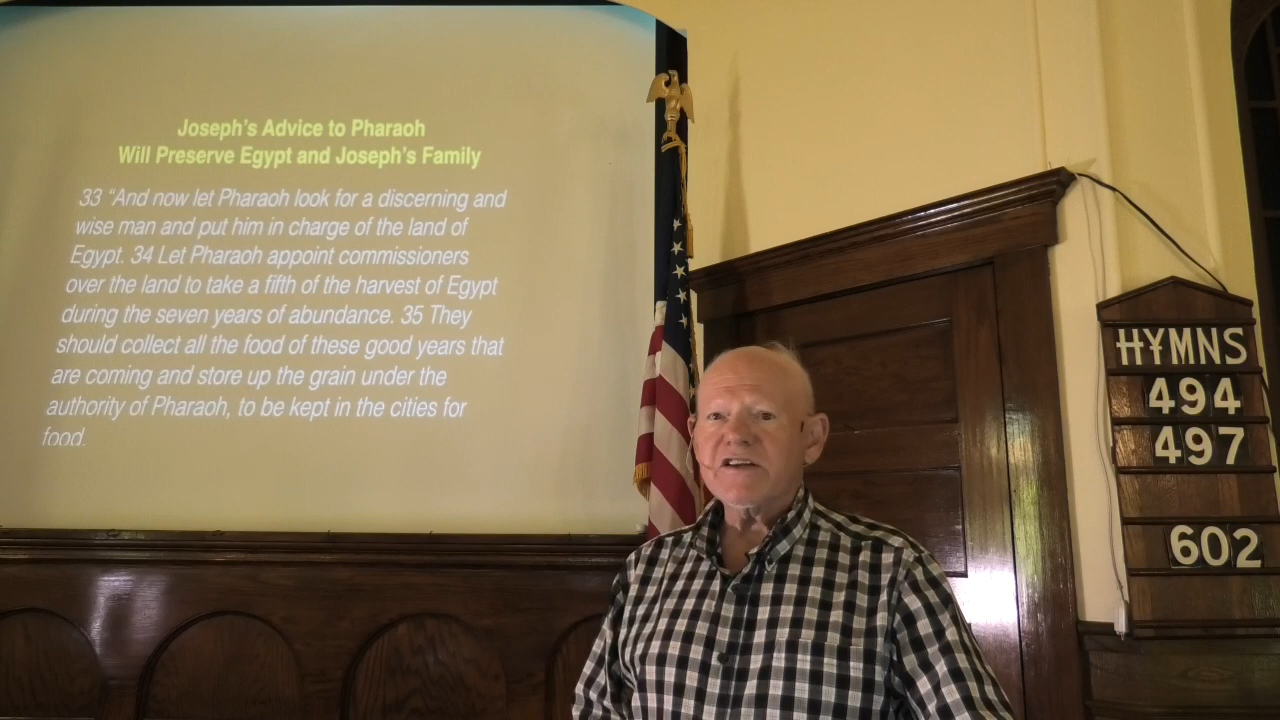 Joseph's Advice to Pharaoh
Will Preserve Egypt and Joseph's Family
33 “And now let Pharaoh look for a discerning and
wise man and put him in charge of the land of
Egypt. 34 Let Pharaoh appoint commissioners
over the land to take a fifth of the harvest of Egypt
during the seven years of abundance. 35 They
should collect all the food of these good years that
are coming and store up the grain under the
authority of Pharaoh, to be kept in the cities for
food.
HYMNS
494
497
602